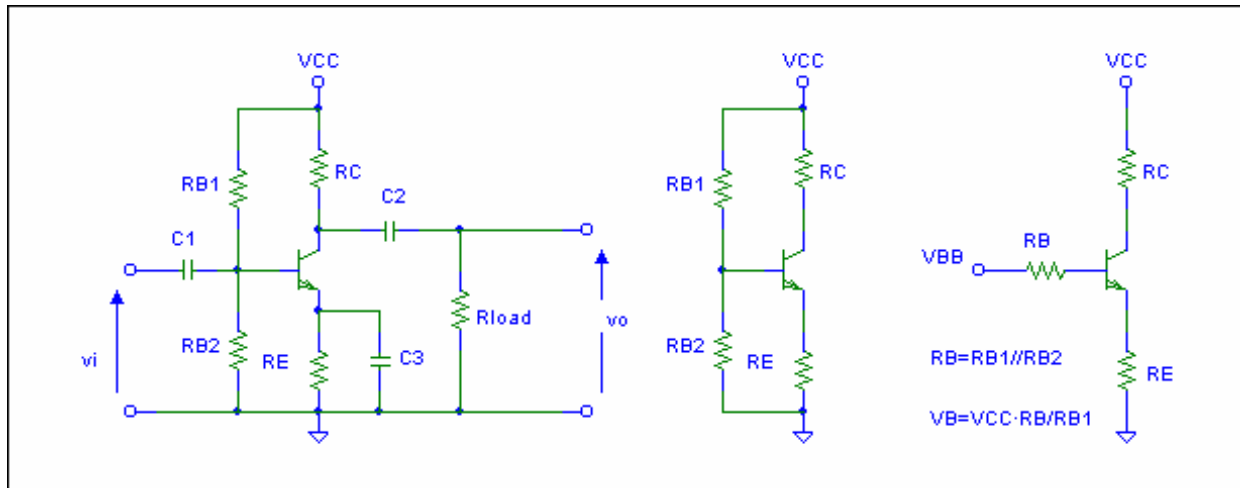 VCC
RB1
RC
C2
C1
Rload
vi
vo
RB2
RE
C3
VCC
RB1
RC
RB2
RE
VCC
RC
RB
VBB
RB=RB1//RB2
RE
VB=VCC·RB/RB1